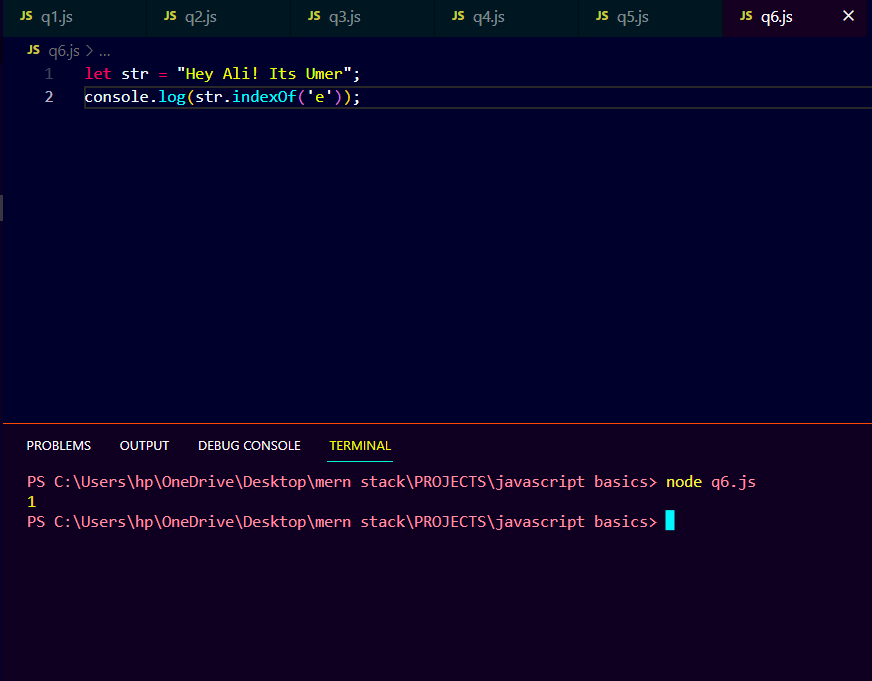 JS q1.js JS q2.js JS q3.js JS q4.js JS q5.js JS q6.js ×
JS q6.js > ...
1 let str = "Hey Ali! Its Umer";
2 console.log(str.indexOf('e'));
PROBLEMS OUTPUT DEBUG CONSOLE TERMINAL
PS C:\Users\hp\OneDrive\Desktop\mern stack\PROJECTS\javascript basics> node q6.js
1
PS C:\Users\hp\OneDrive\Desktop\mern stack\PROJECTS\javascript basics>